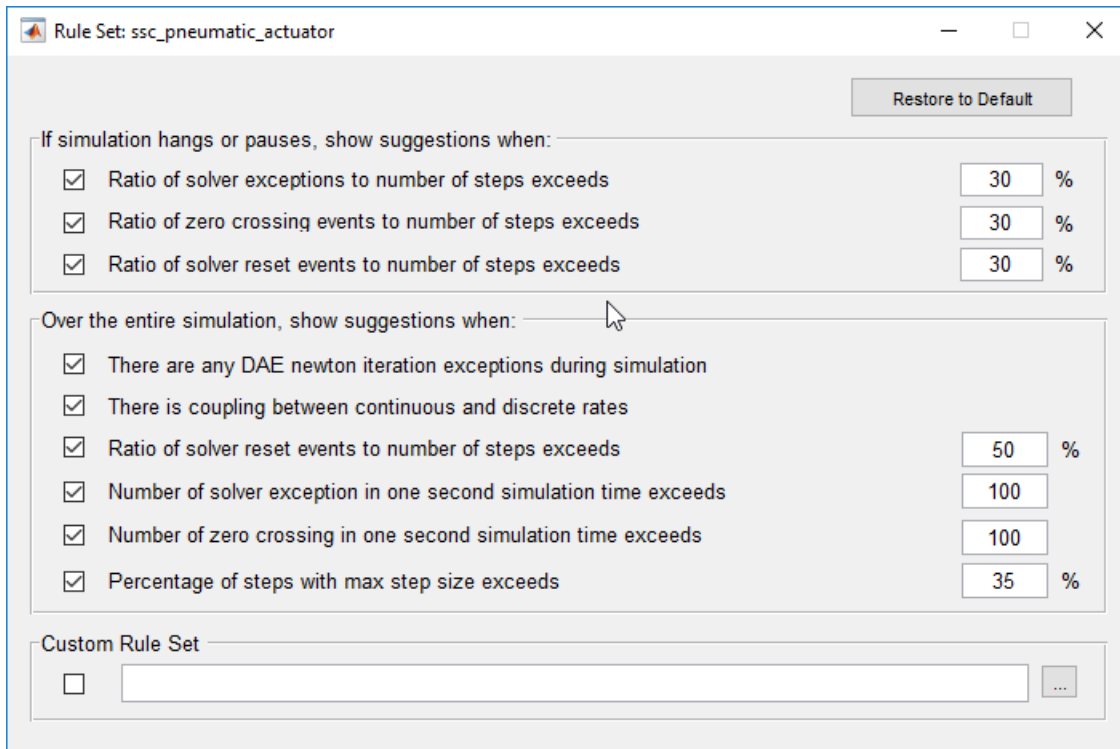 Rule Set: ssc_pneumatic_actuator
Restore to Default
If simulation hangs or pauses, show suggestions when:
Ratio of solver exceptions to number of steps exceeds 30 %
Ratio of zero crossing events to number of steps exceeds 30 %
Ratio of solver reset events to number of steps exceeds 30 %
Over the entire simulation, show suggestions when:
There are any DAE newton iteration exceptions during simulation
There is coupling between continuous and discrete rates
Ratio of solver reset events to number of steps exceeds 50 %
Number of solver exception in one second simulation time exceeds 100
Number of zero crossing in one second simulation time exceeds 100
Percentage of steps with max step size exceeds 35 %
Custom Rule Set
...